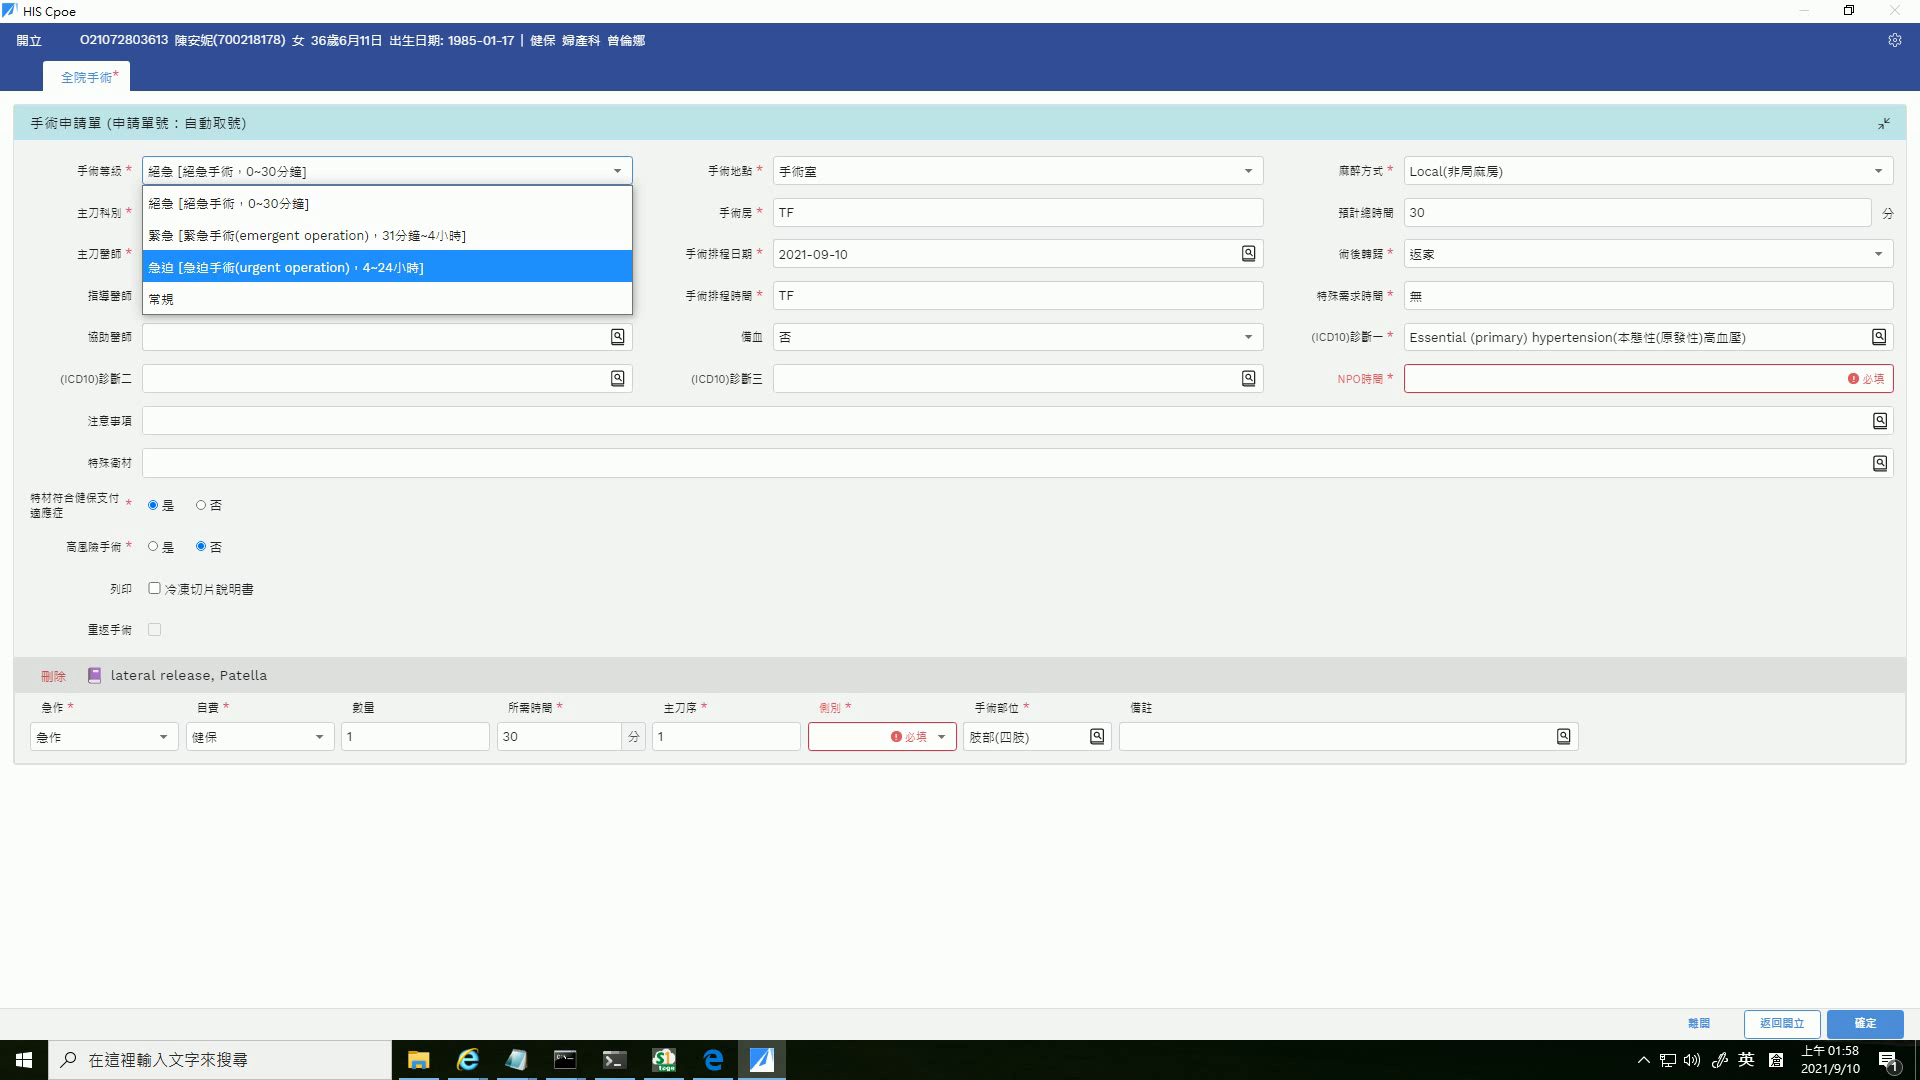 HIS Cpoe
開立 O21072803613 陳安妮(700218178) 女 36歲6月11日 出生日期: 1985-01-17 | 健保 婦產科 曾倫娜
全院手術*
手術申請單 (申請單號：自動取號)
手術等級 * 絕急 [絕急手術，0~30分鐘] 手術地點 * 手術室 麻醉方式 * Local(非局麻房)
絕急 [絕急手術，0~30分鐘]
主刀科別 * 手術房 * TF 預計總時間 30 分
緊急 [緊急手術(emergent operation)，31分鐘~4小時]
主刀醫師 * 手術排程日期 * 2021-09-10 術後轉歸 * 返家
急迫 [急迫手術(urgent operation)，4~24小時]
指導醫師 手術排程時間 * TF 特殊需求時間 * 無
常規
協助醫師 備血 否 (ICD10)診斷一 * Essential (primary) hypertension(本態性(原發性)高血壓)
(ICD10)診斷二 (ICD10)診斷三 NPO時間 * 必填
注意事項
特殊衛材
特材符合健保支付
適應症 * 是 否
高風險手術 * 是 否
列印 冷凍切片說明書
重返手術
刪除 lateral release, Patella
急作 * 自費 * 數量 所需時間 * 主刀序 * 側別 * 手術部位 * 備註
急作 健保 1 30 分 1 必填 肢部(四肢)
離開 返回開立 確定
在這裡輸入文字來搜尋 英 上午 01:58
2021/9/10 1